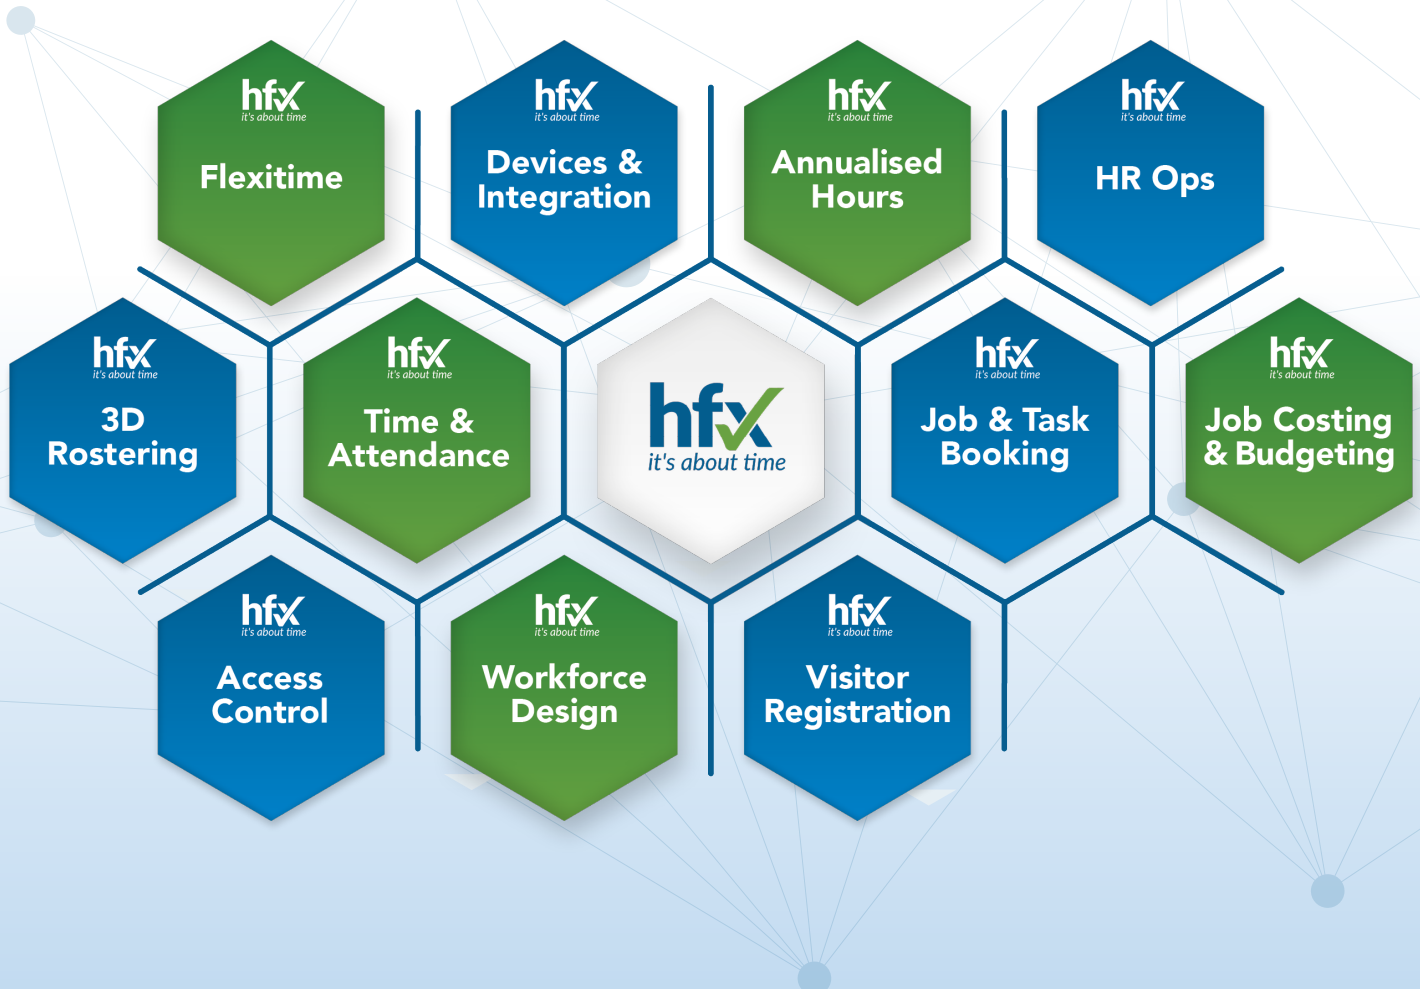 hfx
it's about time
Flexitime
hfx
it's about time
Devices &
Integration
hfx
it's about time
Annualised
Hours
hfx
it's about time
HR Ops
hfx
it's about time
3D
Rostering
hfx
it's about time
Time &
Attendance
hfx
it's about time
hfx
it's about time
Job & Task
Booking
hfx
it's about time
Job Costing
& Budgeting
hfx
it's about time
Access
Control
hfx
it's about time
Workforce
Design
hfx
it's about time
Visitor
Registration